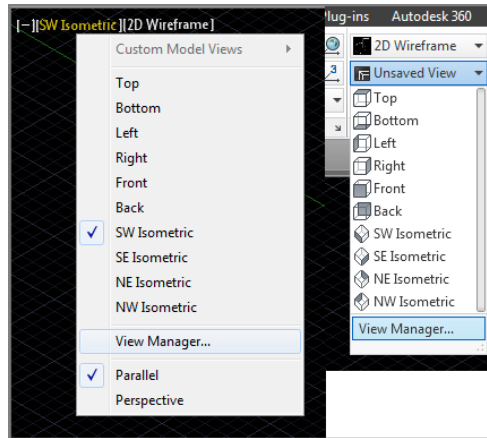 [−][SW Isometric][2D Wireframe]
Custom Model Views
Top
Bottom
Left
Right
Front
Back
SW Isometric
SE Isometric
NE Isometric
NW Isometric
View Manager...
Parallel
Perspective
Plug-ins Autodesk 360
2D Wireframe
3
Unsaved View
Top
Bottom
Left
Right
Front
Back
SW Isometric
SE Isometric
NE Isometric
NW Isometric
View Manager...